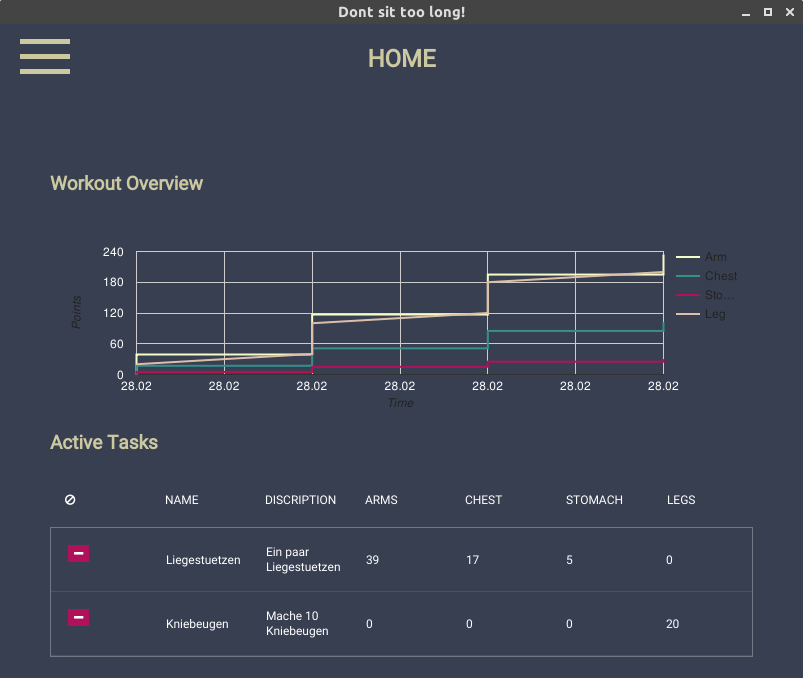 Dont sit too long!
HOME
Workout Overview
240
180
120
60
0
Points
28.02 28.02 28.02 28.02 28.02 28.02 28.02
Time
Arm
Chest
Sto...
Leg
Active Tasks
NAME DISCRIPTION ARMS CHEST STOMACH LEGS
Liegestuetzen Ein paar Liegestuetzen 39 17 5 0
Kniebeugen Mache 10 Kniebeugen 0 0 0 20